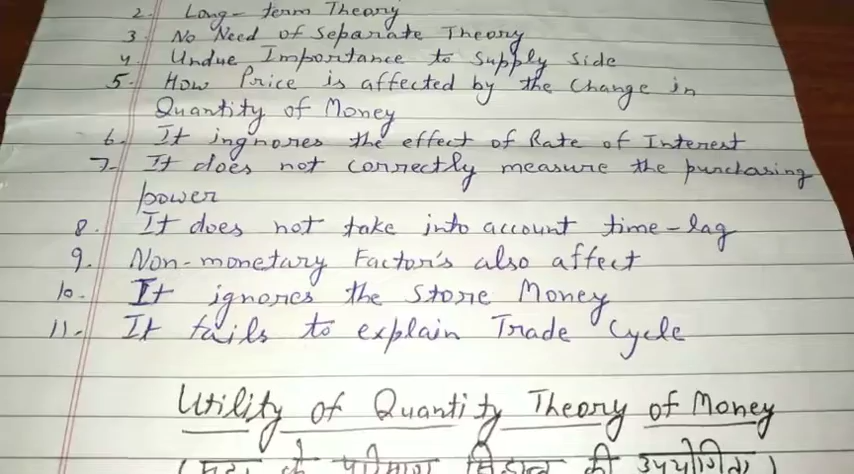 2. Long-term Theory
3. No Need of Separate Theory
4. Undue Importance to Supply Side
5. How Price is affected by the Change in
Quantity of Money
6. It ingnores the effect of Rate of Interest
7. It does not correctly measure the purchasing
power
8. It does not take into account time-lag
9. Non-monetary Factor's also affect
10. It ignores the Store Money
11. It tails to explain Trade Cycle
Utility of Quantity Theory of Money
(मुद्रा के परिमाण सिद्धान्त की उपयोगिता)